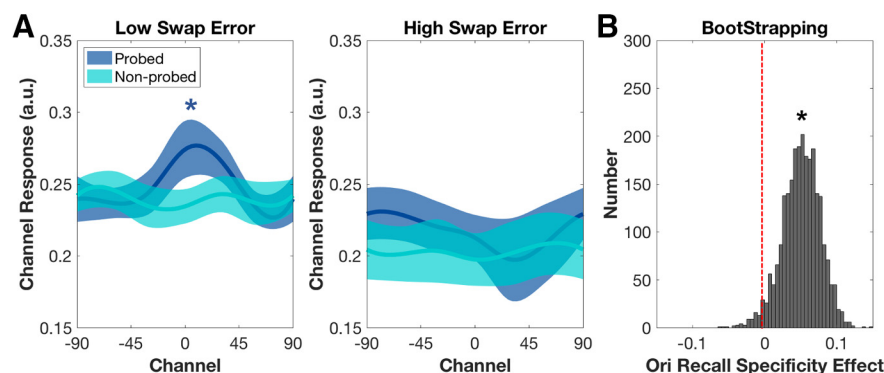 A
Low Swap Error
High Swap Error
B
BootStrapping
Probed
Non-probed
*
*
0.35
0.3
0.25
0.2
0.15
Channel Response (a.u.)
-90
-45
0
45
90
Channel
0.35
0.3
0.25
0.2
0.15
Channel Response (a.u.)
-90
-45
0
45
90
Channel
300
250
200
150
100
50
0
Number
-0.1
0
0.1
Ori Recall Specificity Effect